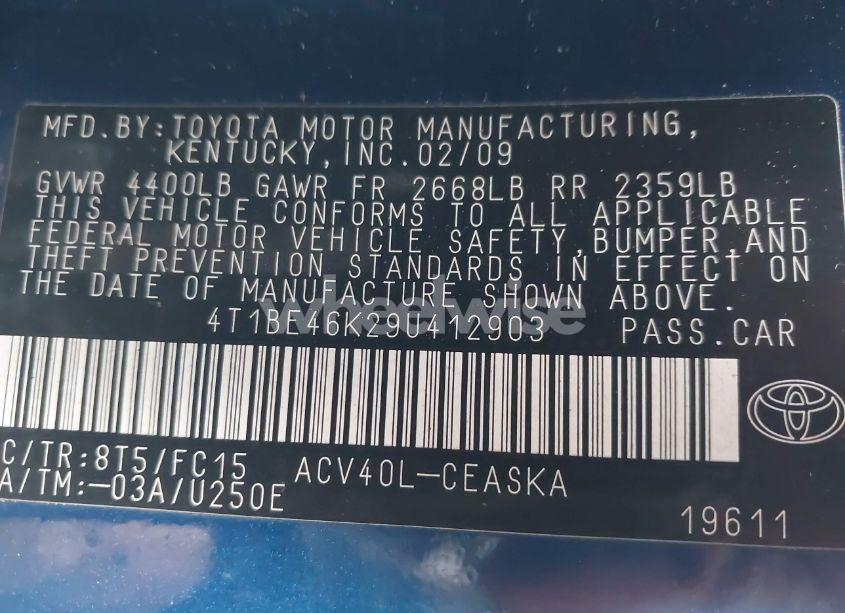 MFD.BY:TOYOTA MOTOR MANUFACTURING,
KENTUCKY,INC.02/09
GVWR 4400LB GAWR FR 2668LB RR 2359LB
THIS VEHICLE CONFORMS TO ALL APPLICABLE
FEDERAL MOTOR VEHICLE SAFETY,BUMPER,AND
THEFT PREVENTION STANDARDS IN EFFECT ON
THE DATE OF MANUFACTURE SHOWN ABOVE.
wheelwise
4T1BE46K29U412903 PASS.CAR
C/TR:8T5/FC15 ACV40L-CEASKA
A/TM:-03A/U250E
19611